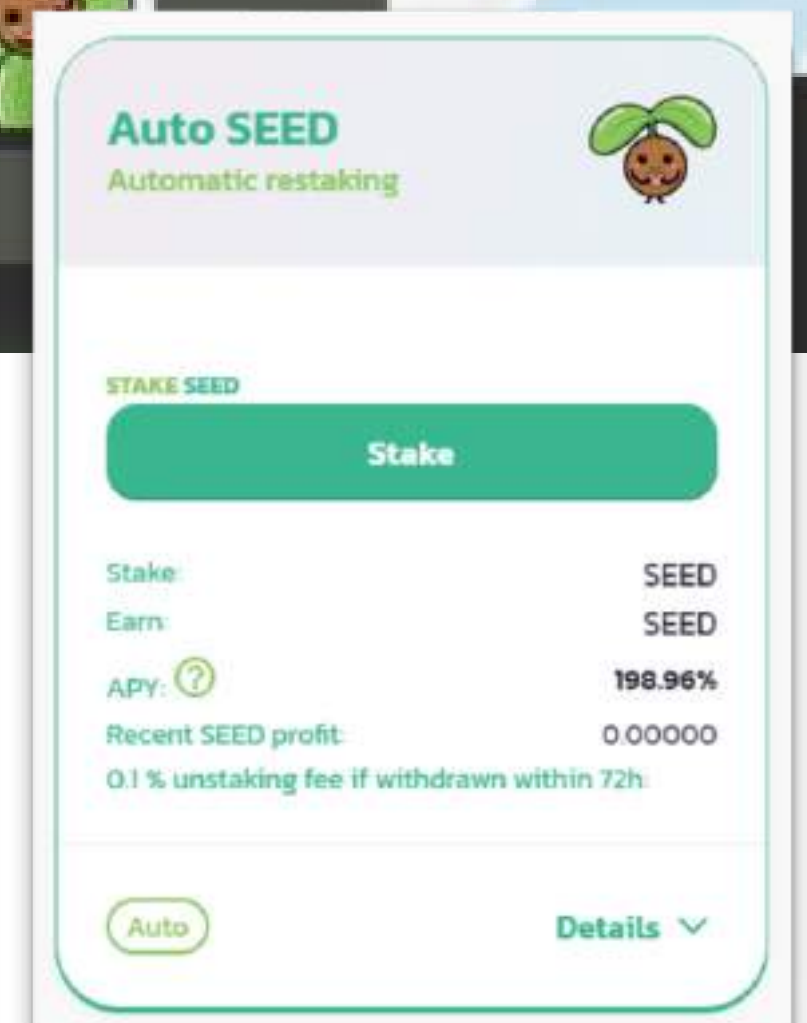 Auto SEED
Automatic restaking
STAKE SEED
Stake
Stake: SEED
Earn: SEED
APY: ? 198.96%
Recent SEED profit: 0.00000
0.1 % unstaking fee if withdrawn within 72h.
Auto Details